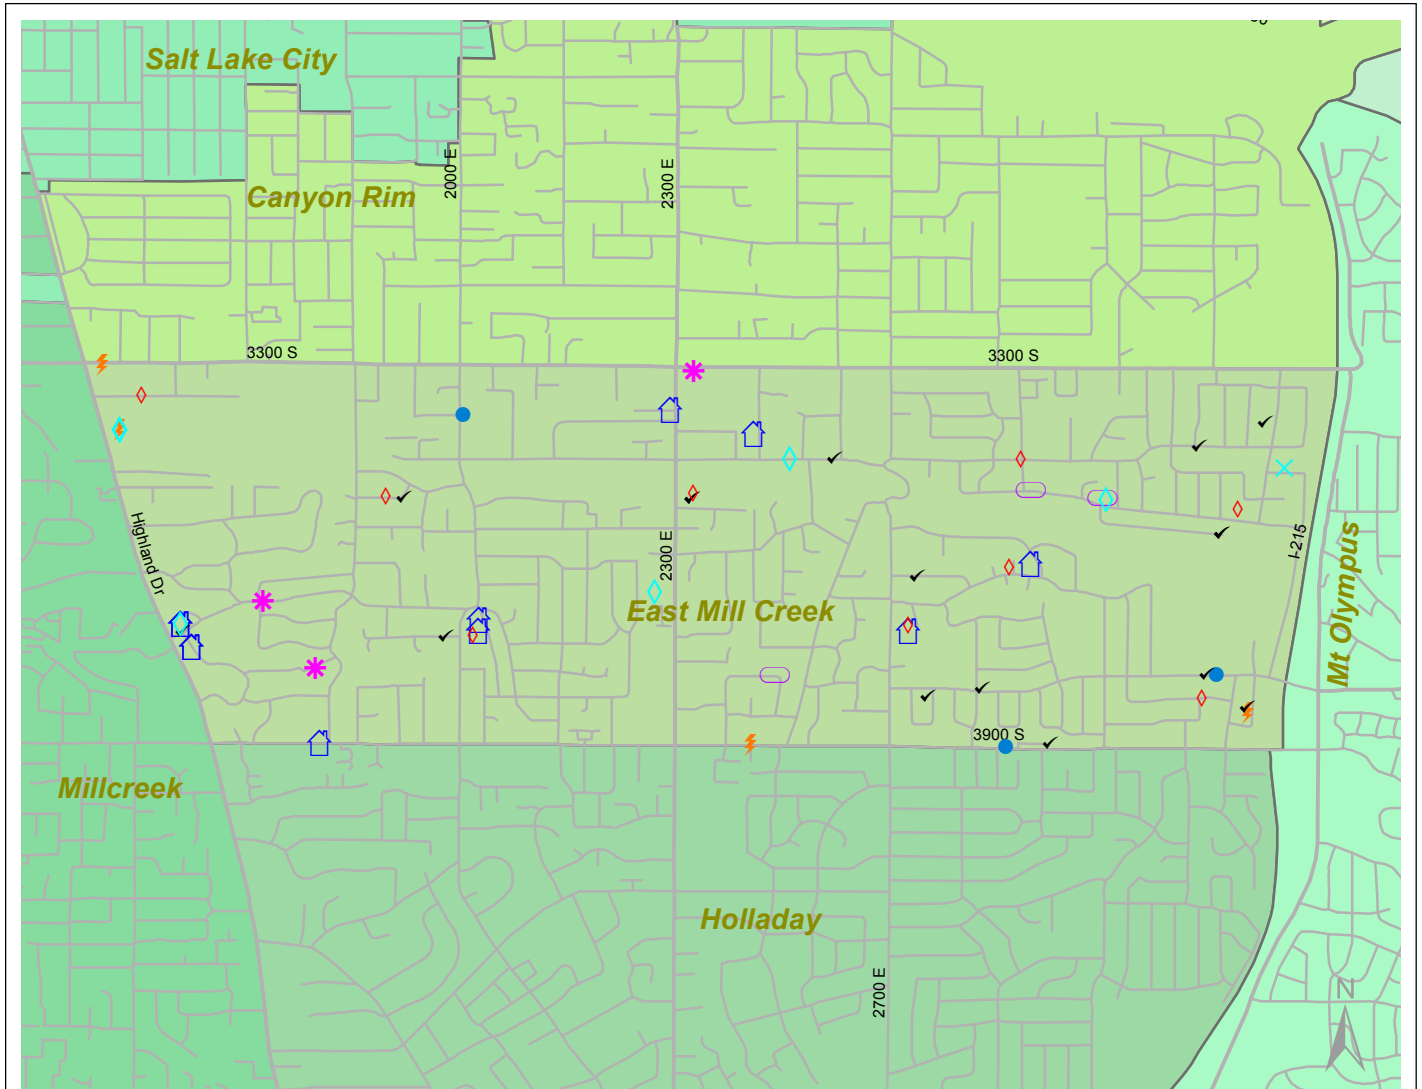 Salt Lake City
2000 E
2300 E
Canyon Rim
3300 S
3300 S
Highland Dr
2300 E
I-215
East Mill Creek
Mt Olympus
3900 S
Millcreek
Holladay
2700 E
N